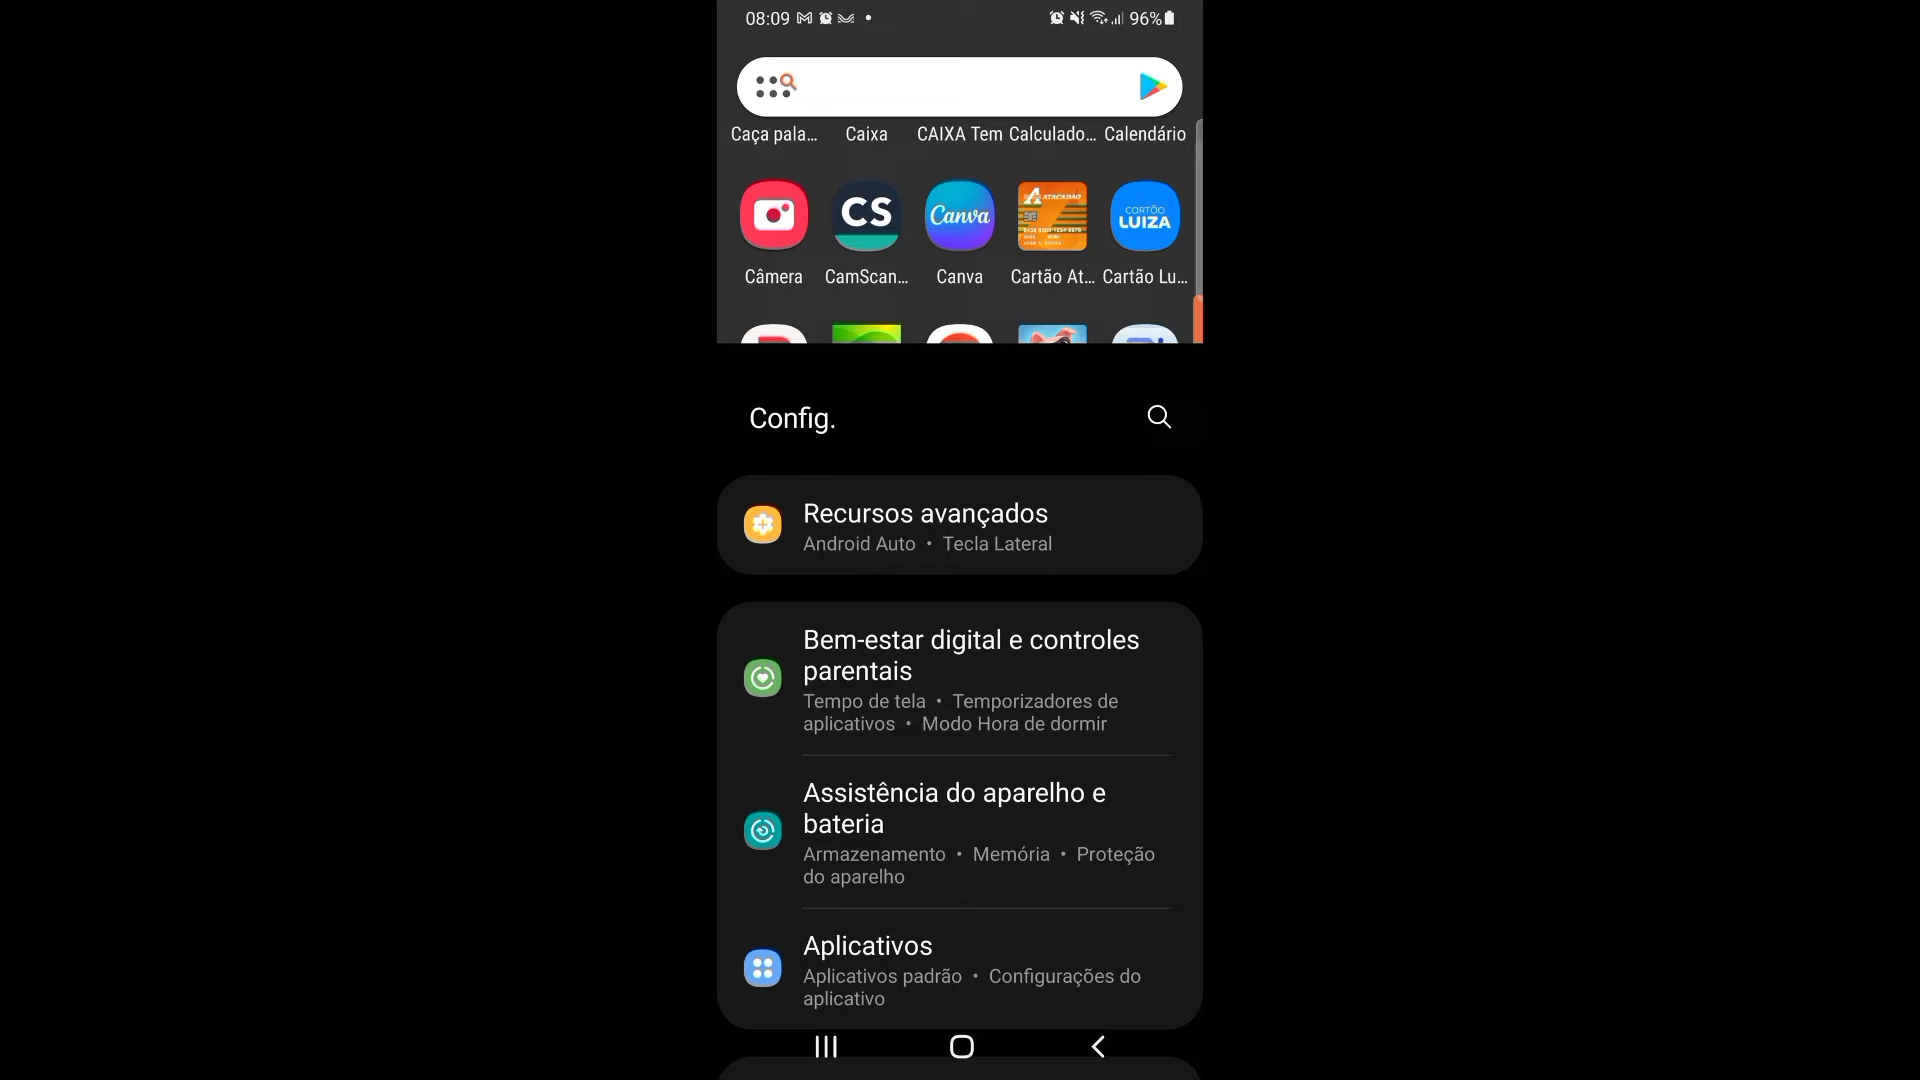 08:09
96%
Caça pala... Caixa CAIXA Tem Calculado... Calendário
CS
Canva
ATACADÃO
CARTÃO
LUIZA
Câmera CamScan... Canva Cartão At... Cartão Lu...
Config.
Recursos avançados
Android Auto • Tecla Lateral
Bem-estar digital e controles
parentais
Tempo de tela • Temporizadores de
aplicativos • Modo Hora de dormir
Assistência do aparelho e
bateria
Armazenamento • Memória • Proteção
do aparelho
Aplicativos
Aplicativos padrão • Configurações do
aplicativo